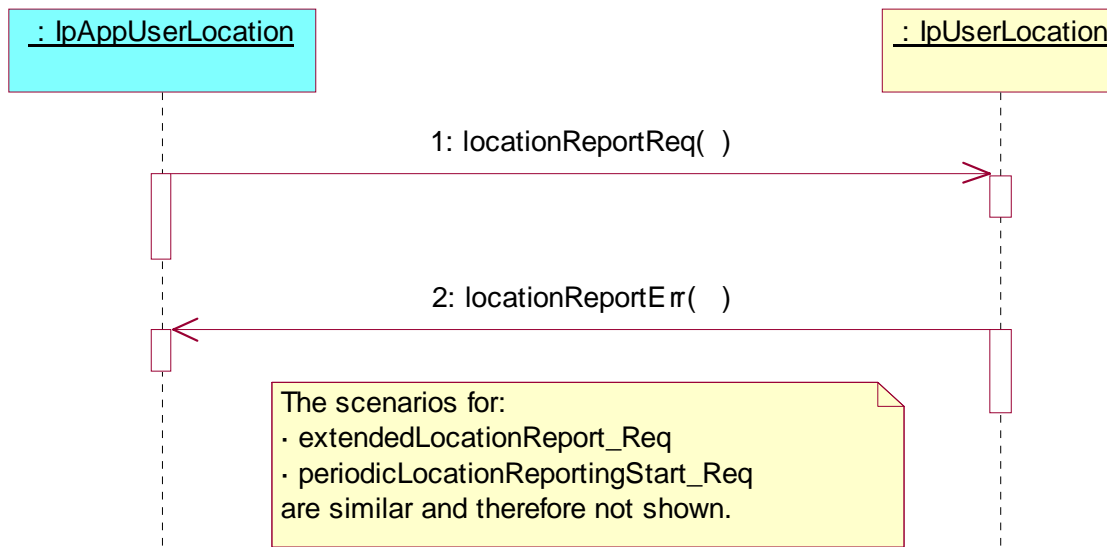 : IpAppUserLocation
: IpUserLocation
1: locationReportReq( )
2: locationReportErr( )
The scenarios for:
· extendedLocationReport_Req
· periodicLocationReportingStart_Req
are similar and therefore not shown.